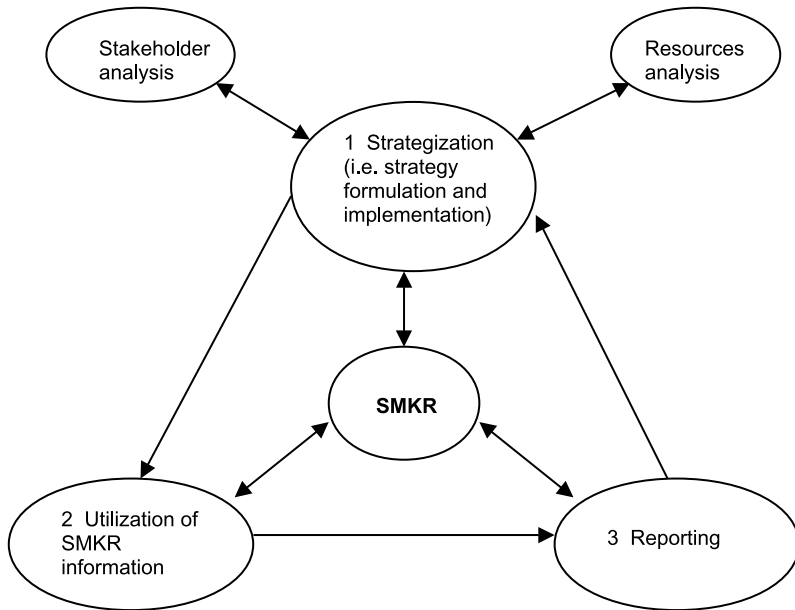 Stakeholder
analysis
Resources
analysis
1 Strategization
(i.e. strategy
formulation and
implementation)
SMKR
2 Utilization of
SMKR
information
3 Reporting